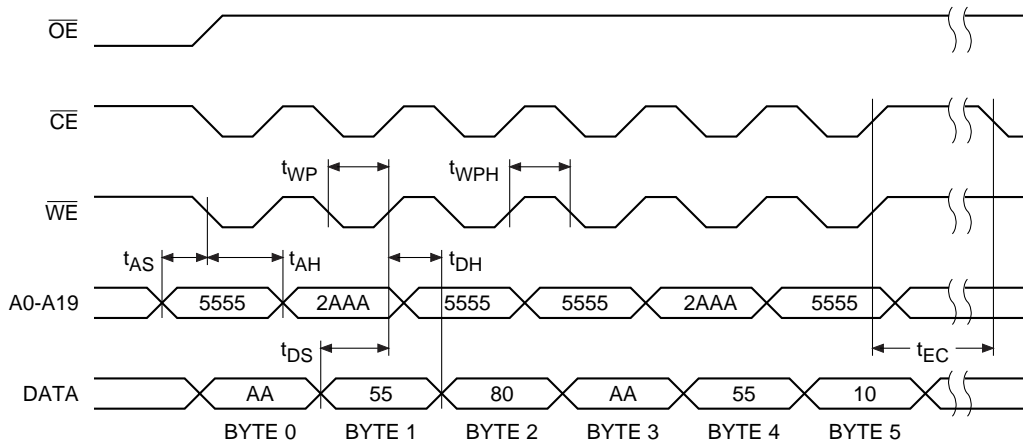 OE
CE
tWP tWPH
WE
tAS tAH tDH
A0-A19 5555 2AAA 5555 5555 2AAA 5555
tDS tEC
DATA AA 55 80 AA 55 10
BYTE 0 BYTE 1 BYTE 2 BYTE 3 BYTE 4 BYTE 5